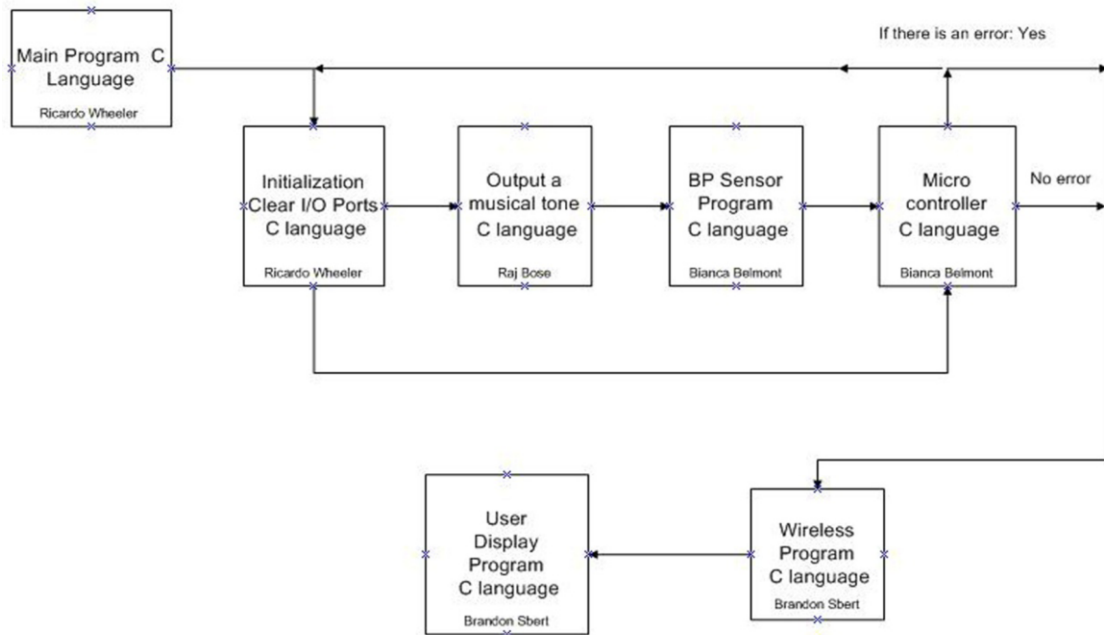 If there is an error: Yes
Main Program C
Language
Ricardo Wheeler
Initialization
Clear I/O Ports
C language
Ricardo Wheeler
Output a
musical tone
C language
Raj Bose
BP Sensor
Program
C language
Bianca Belmont
Micro
controller
C language
Bianca Belmont
No error
User
Display
Program
C language
Brandon Sbert
Wireless
Program
C language
Brandon Sbert